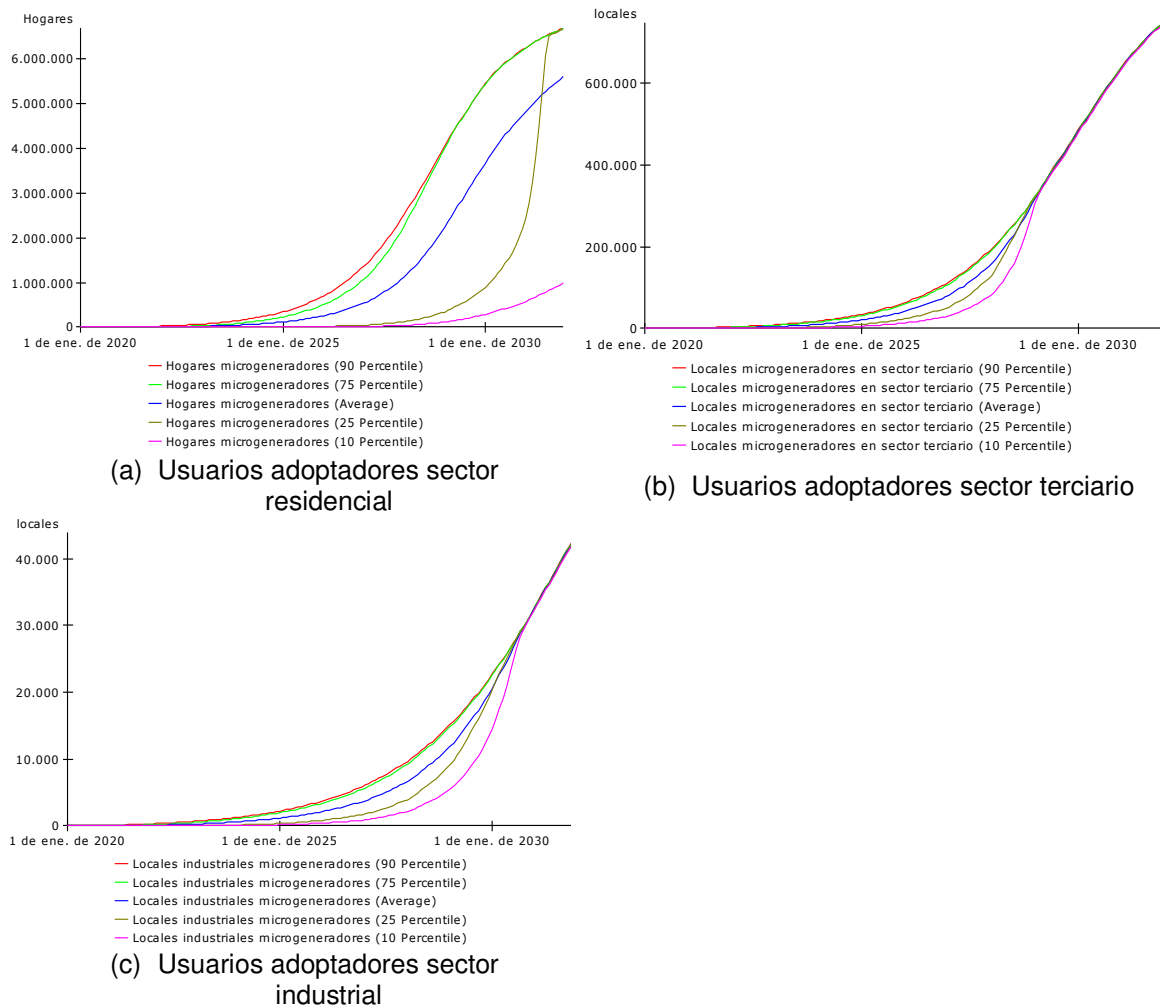 Hogares
6.000.000
5.000.000
4.000.000
3.000.000
2.000.000
1.000.000
0
1 de ene. de 2020
1 de ene. de 2025
1 de ene. de 2030
Hogares microgeneradores (90 Percentile)
Hogares microgeneradores (75 Percentile)
Hogares microgeneradores (Average)
Hogares microgeneradores (25 Percentile)
Hogares microgeneradores (10 Percentile)
(a) Usuarios adoptadores sector
residencial
locales
600.000
400.000
200.000
0
1 de ene. de 2020
1 de ene. de 2025
1 de ene. de 2030
Locales microgeneradores en sector terciario (90 Percentile)
Locales microgeneradores en sector terciario (75 Percentile)
Locales microgeneradores en sector terciario (Average)
Locales microgeneradores en sector terciario (25 Percentile)
Locales microgeneradores en sector terciario (10 Percentile)
(b) Usuarios adoptadores sector terciario
locales
40.000
30.000
20.000
10.000
0
1 de ene. de 2020
1 de ene. de 2025
1 de ene. de 2030
Locales industriales microgeneradores (90 Percentile)
Locales industriales microgeneradores (75 Percentile)
Locales industriales microgeneradores (Average)
Locales industriales microgeneradores (25 Percentile)
Locales industriales microgeneradores (10 Percentile)
(c) Usuarios adoptadores sector
industrial